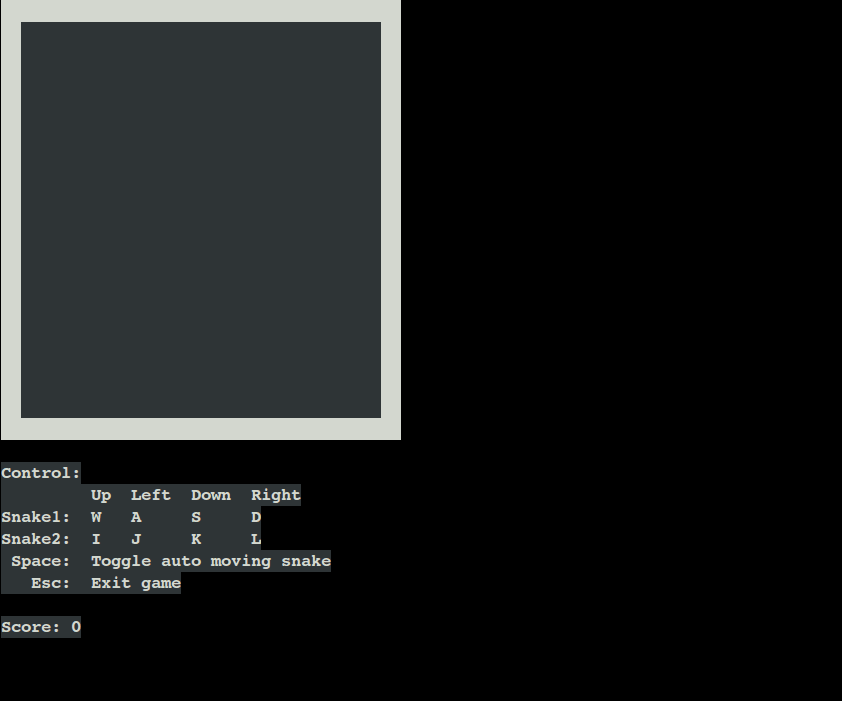 Control:
Up Left Down Right
Snake1: W A S D
Snake2: I J K L
Space: Toggle auto moving snake
Esc: Exit game
Score: 0